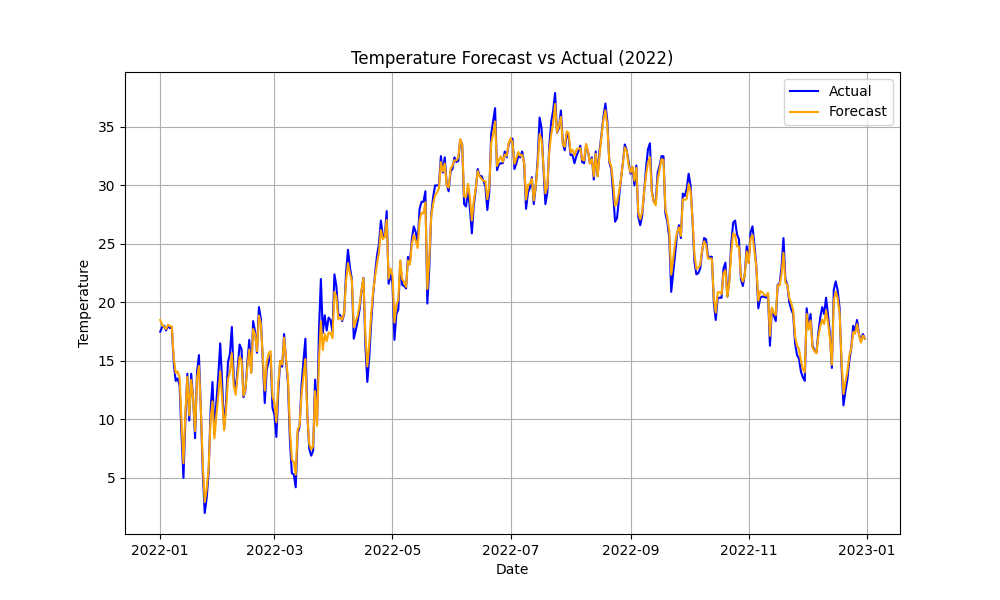 Temperature Forecast vs Actual (2022)
Actual
Forecast
35
30
25
20
15
10
5
Temperature
2022-01
2022-03
2022-05
2022-07
2022-09
2022-11
2023-01
Date